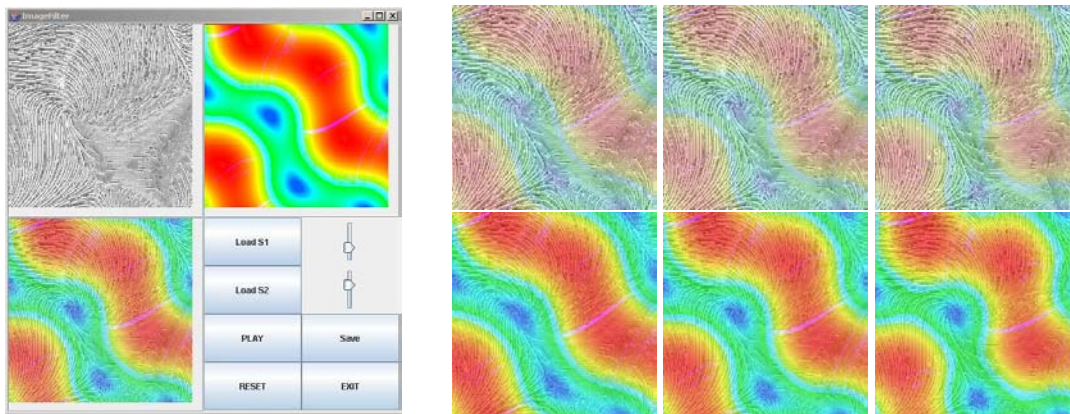 ImageFilter
Load S1
Load S2
PLAY Save
RESET EXIT